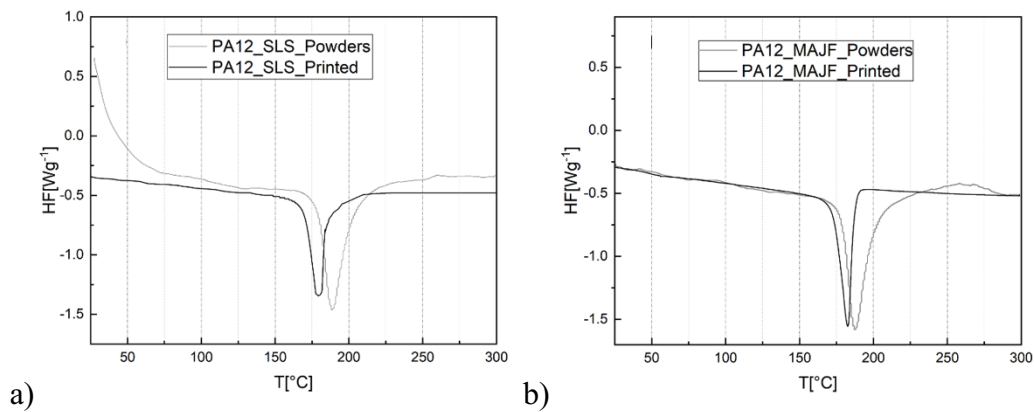 PA12_SLS_Powders
PA12_SLS_Printed
HF[Wg⁻¹]
1.0
0.5
0.0
-0.5
-1.0
-1.5
50 100 150 200 250 300
T[°C]
a)
PA12_MAJF_Powders
PA12_MAJF_Printed
HF[Wg⁻¹]
0.5
0.0
-0.5
-1.0
-1.5
50 100 150 200 250 300
T[°C]
b)